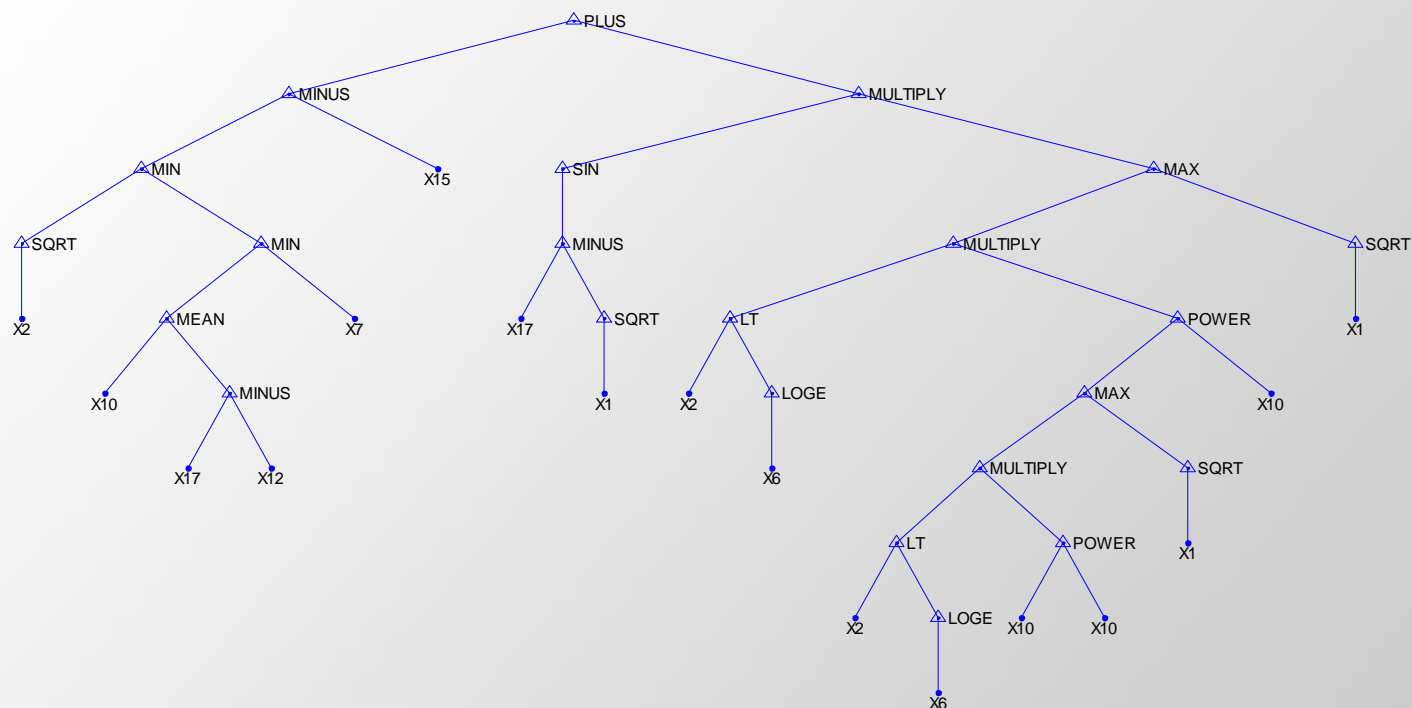 PLUS
MINUS MULTIPLY
MIN X15 SIN MAX
SQRT MIN MINUS MULTIPLY SQRT
X2 MEAN X7 X17 SQRT LT POWER X1
X10 MINUS X1 X2 LOGE MAX X10
X17 X12 X6 MULTIPLY SQRT
LT POWER X1
X2 LOGE X10 X10
X6